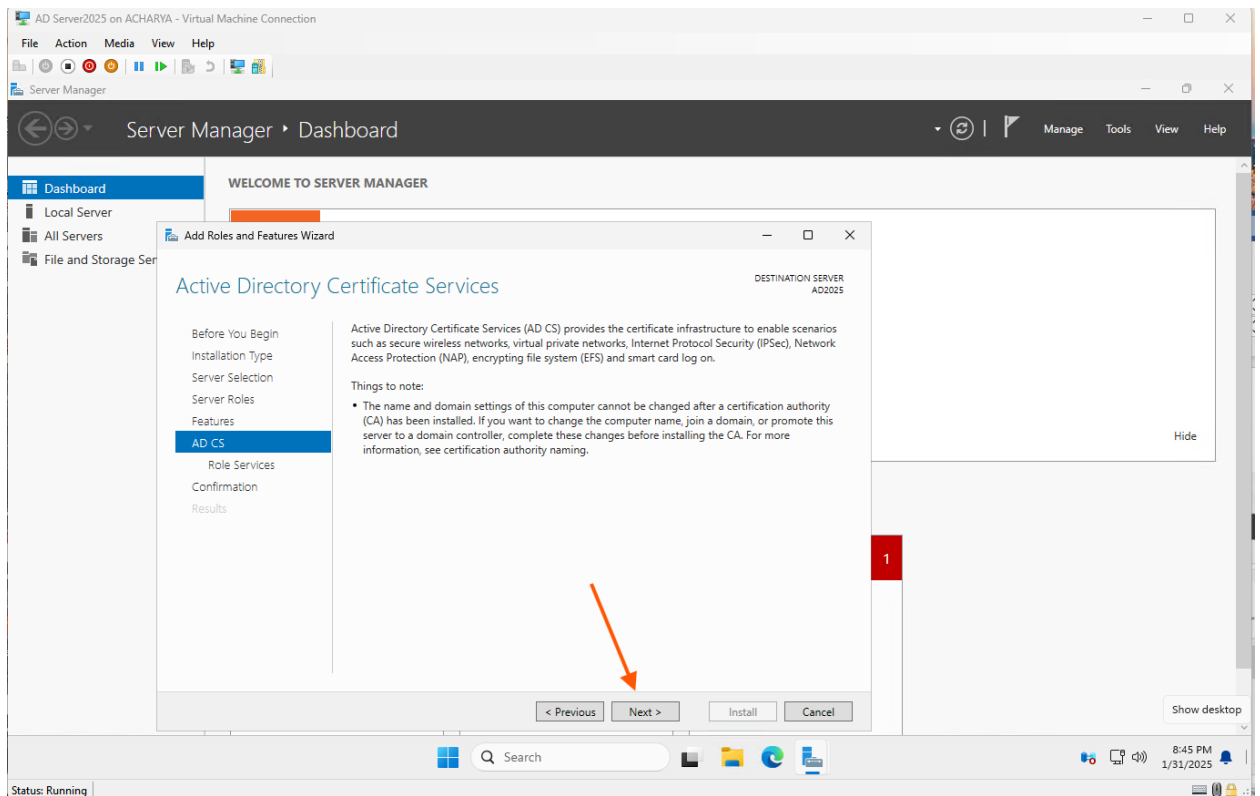 AD Server2025 on ACHARYA - Virtual Machine Connection
File Action Media View Help
Server Manager
Server Manager • Dashboard
Manage Tools View Help
Dashboard
Local Server
All Servers
File and Storage Ser
WELCOME TO SERVER MANAGER
Add Roles and Features Wizard
Active Directory Certificate Services
DESTINATION SERVER
AD2025
Before You Begin
Installation Type
Server Selection
Server Roles
Features
AD CS
Role Services
Confirmation
Results
Active Directory Certificate Services (AD CS) provides the certificate infrastructure to enable scenarios
such as secure wireless networks, virtual private networks, Internet Protocol Security (IPSec), Network
Access Protection (NAP), encrypting file system (EFS) and smart card log on.
Things to note:
• The name and domain settings of this computer cannot be changed after a certification authority
(CA) has been installed. If you want to change the computer name, join a domain, or promote this
server to a domain controller, complete these changes before installing the CA. For more
information, see certification authority naming.
Hide
1
< Previous Next > Install Cancel
Show desktop
Search
8:45 PM
1/31/2025
Status: Running